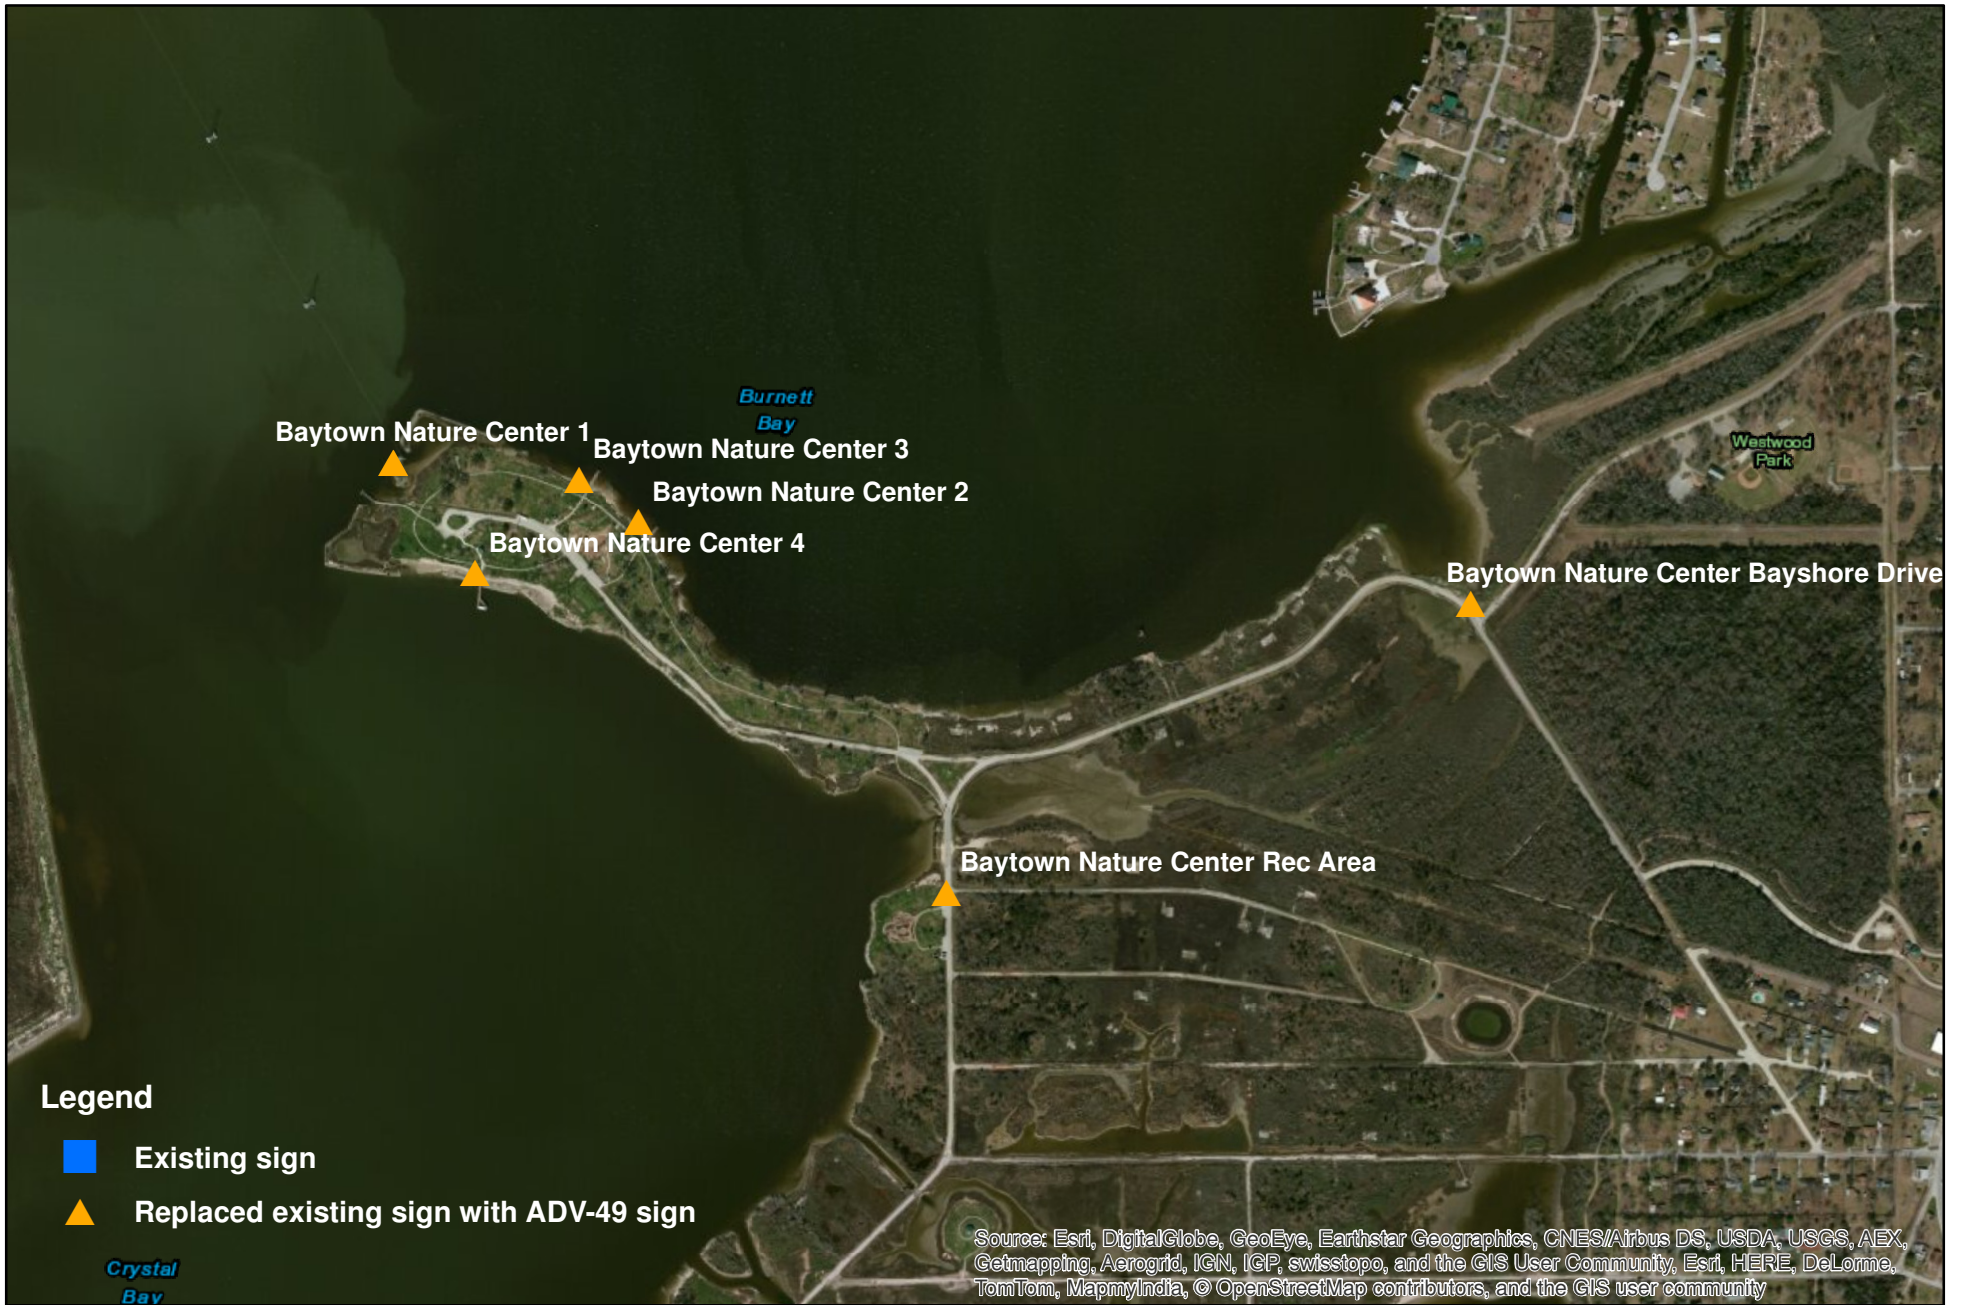 Burnett
Bay
Baytown Nature Center 1
Baytown Nature Center 3
Westwood
Park
Baytown Nature Center 2
Baytown Nature Center 4
Baytown Nature Center Bayshore Drive
Baytown Nature Center Rec Area
Legend
Existing sign
Replaced existing sign with ADV-49 sign
Crystal
Bay
Source: Esri, DigitalGlobe, GeoEye, Earthstar Geographics, CNES/Airbus DS, USDA, USGS, AEX,
Getmapping, Aerogrid, IGN, IGP, swisstopo, and the GIS User Community, Esri, HERE, DeLorme,
TomTom, MapmyIndia, © OpenStreetMap contributors, and the GIS user community